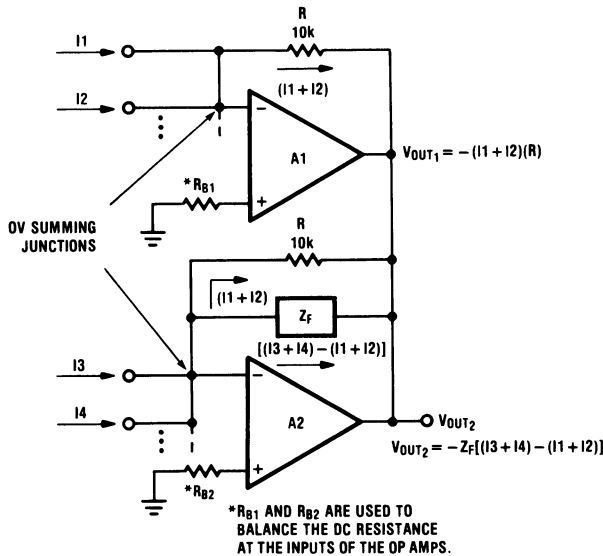 I1
R
10k
(I1 + I2)
I2
−
A1
+
VOUT1 = −(I1 + I2)(R)
*RB1
0V SUMMING
JUNCTIONS
R
10k
(I1 + I2)
ZF
[(I3 + I4) − (I1 + I2)]
I3
−
I4
A2
+
VOUT2
VOUT2 = −ZF[(I3 + I4) − (I1 + I2)]
*RB2
*RB1 AND RB2 ARE USED TO
BALANCE THE DC RESISTANCE
AT THE INPUTS OF THE OP AMPS.